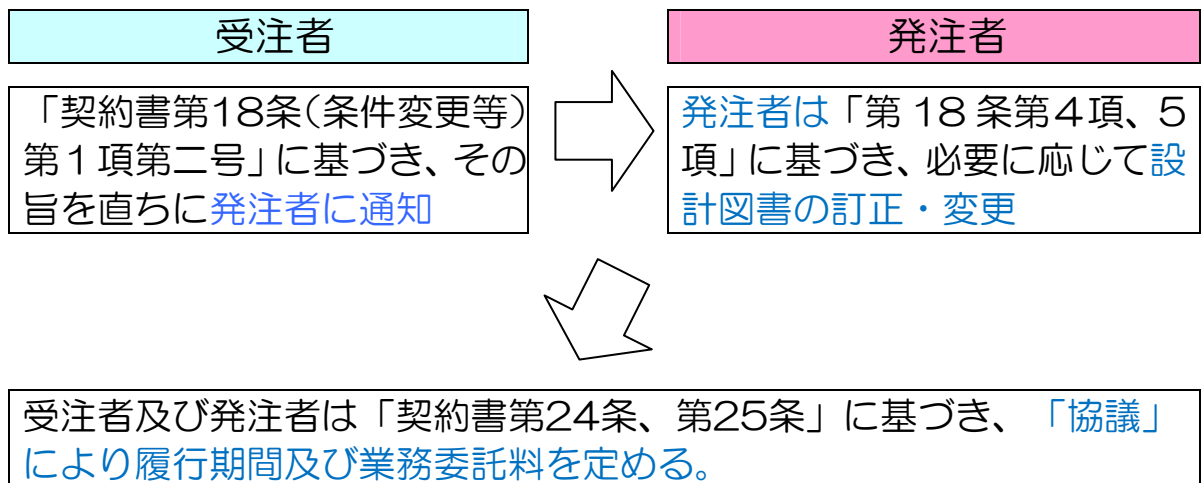 受注者
発注者
「契約書第18条（条件変更等）
第１項第二号」に基づき、その
旨を直ちに発注者に通知
発注者は「第 18 条第４項、５
項」に基づき、必要に応じて設
計図書の訂正・変更
受注者及び発注者は「契約書第24条、第25条」に基づき、「協議」
により履行期間及び業務委託料を定める。